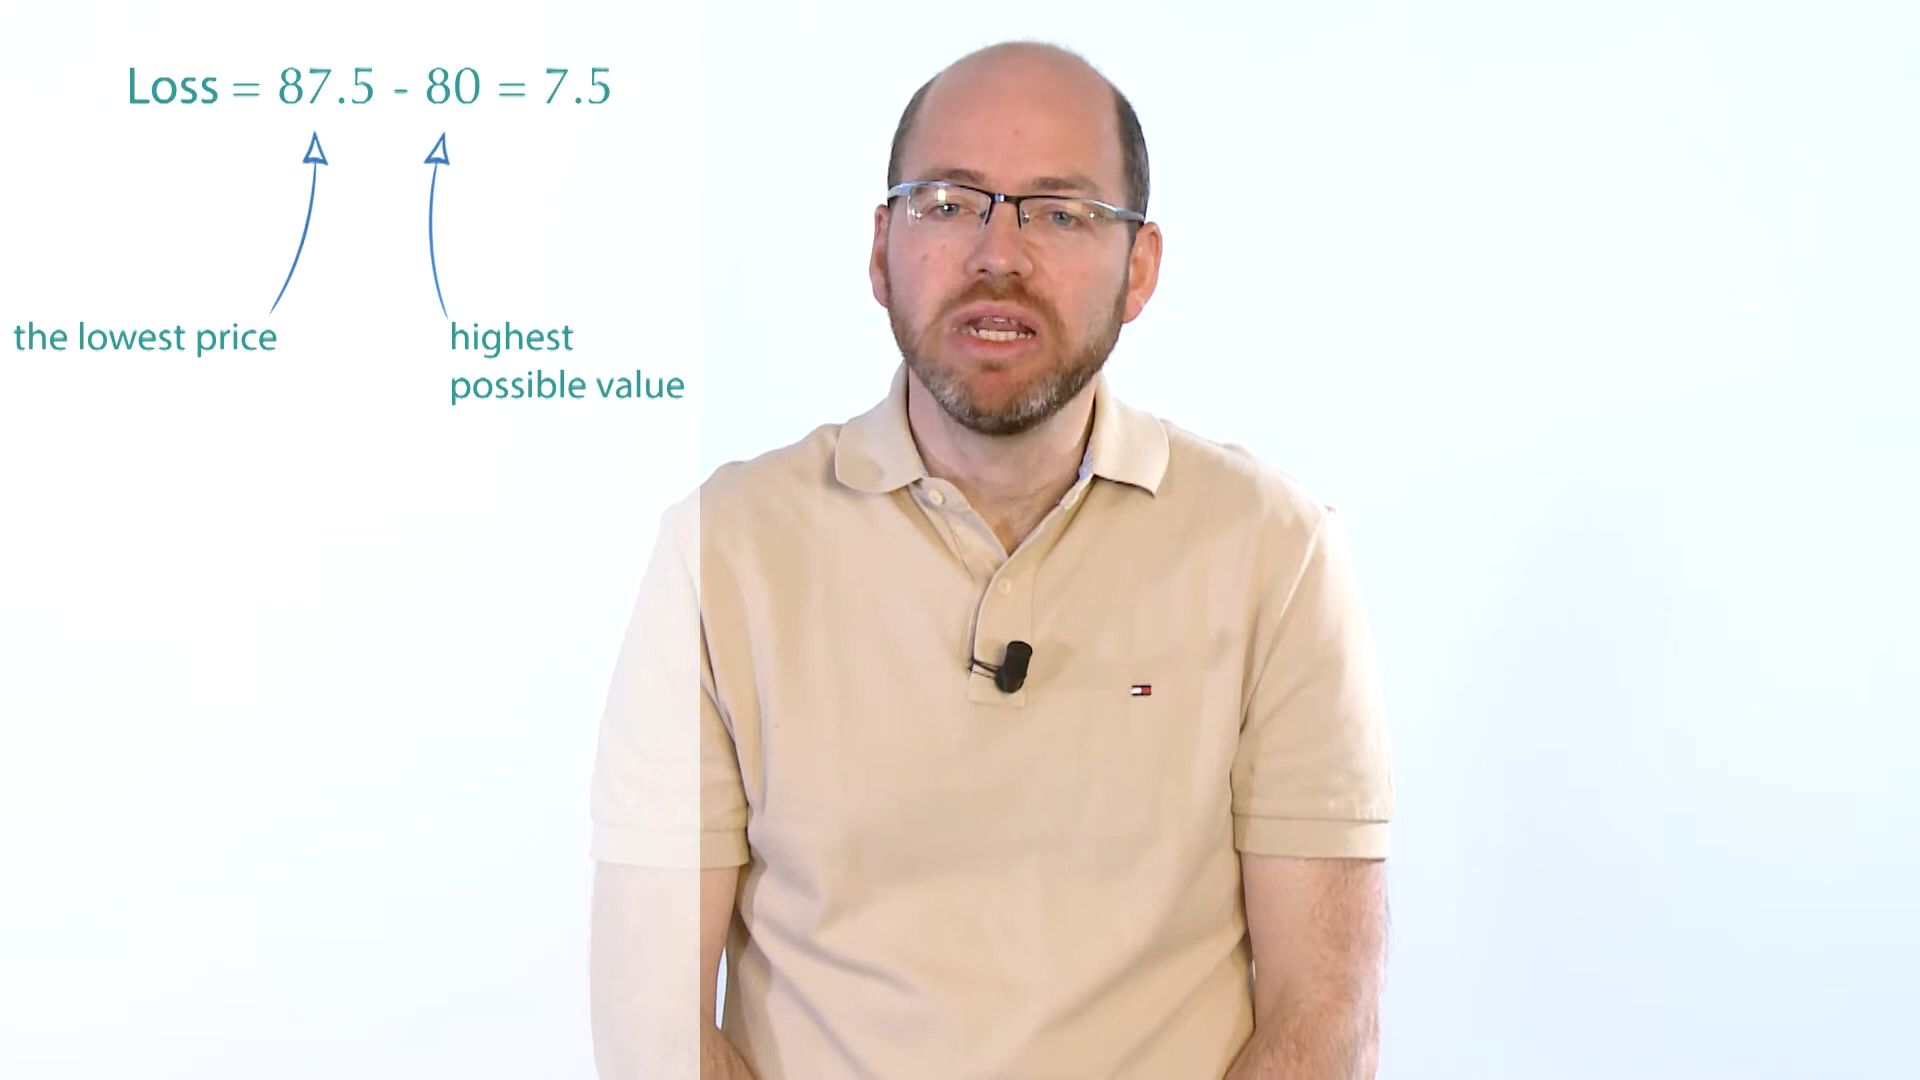 Loss = 87.5 - 80 = 7.5
the lowest price
highest
possible value